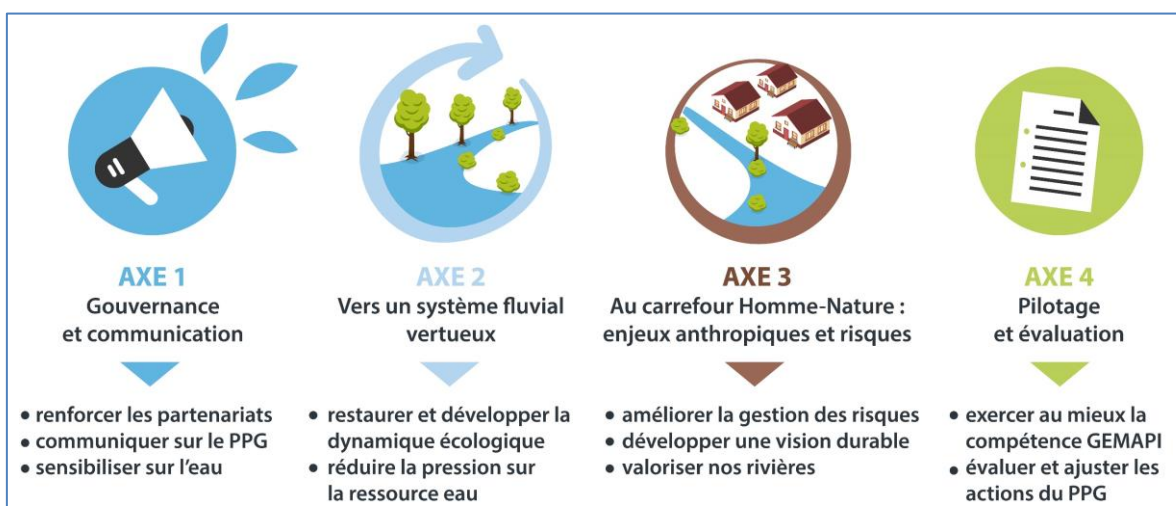 AXE 1
Gouvernance
et communication
• renforcer les partenariats
• communiquer sur le PPG
• sensibiliser sur l'eau
AXE 2
Vers un système fluvial
vertueux
• restaurer et développer la
dynamique écologique
• réduire la pression sur
la ressource eau
AXE 3
Au carrefour Homme-Nature :
enjeux anthropiques et risques
• améliorer la gestion des risques
• développer une vision durable
• valoriser nos rivières
AXE 4
Pilotage
et évaluation
• exercer au mieux la
compétence GEMAPI
• évaluer et ajuster les
actions du PPG